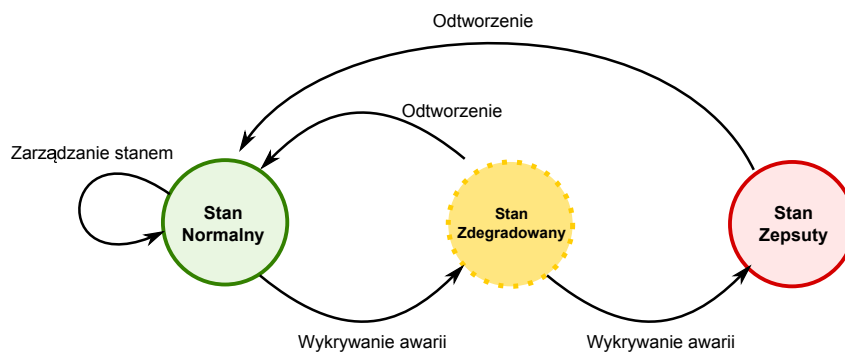 Odtworzenie
Odtworzenie
Zarządzanie stanem
Stan
Normalny
Stan
Zdegradowany
Stan
Zepsuty
Wykrywanie awarii
Wykrywanie awarii